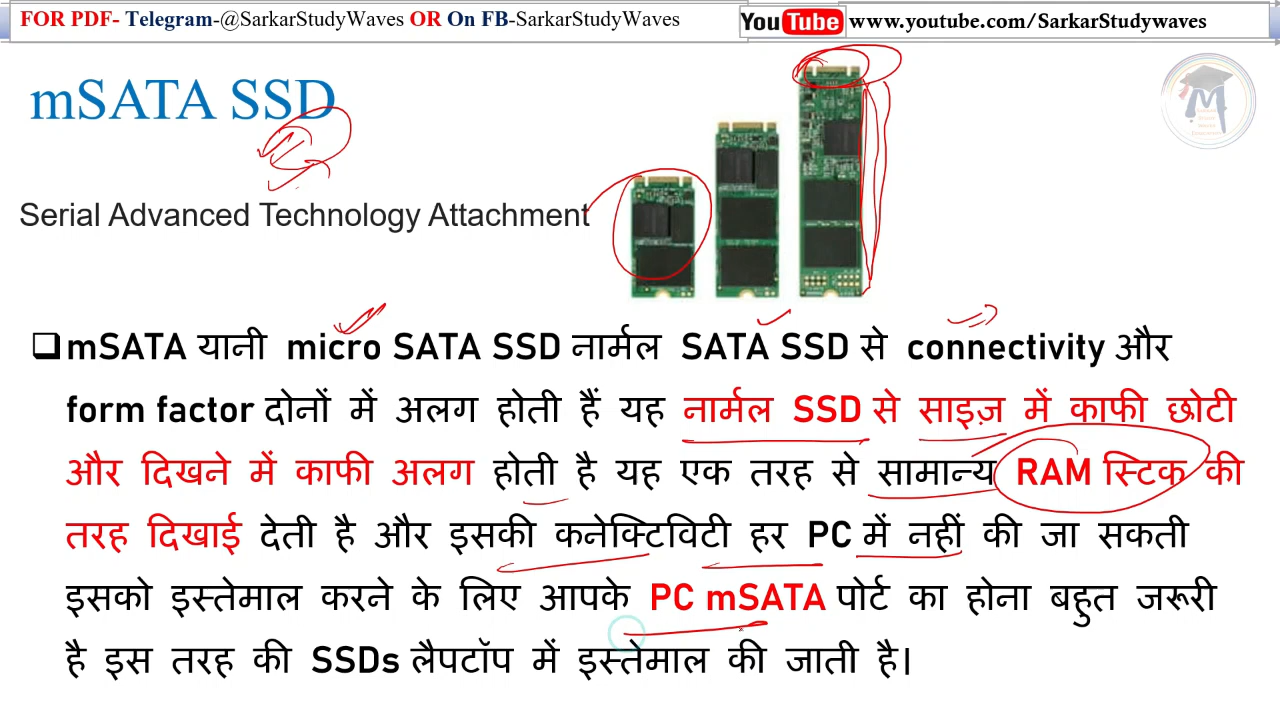 FOR PDF- Telegram-@SarkarStudyWaves OR On FB-SarkarStudyWaves
YouTube www.youtube.com/SarkarStudywaves
mSATA SSD
Serial Advanced Technology Attachment
mSATA यानी micro SATA SSD नार्मल SATA SSD से connectivity और
form factor दोनों में अलग होती हैं यह नार्मल SSD से साइज़ में काफी छोटी
और दिखने में काफी अलग होती है यह एक तरह से सामान्य RAM स्टिक की
तरह दिखाई देती है और इसकी कनेक्टिविटी हर PC में नहीं की जा सकती
इसको इस्तेमाल करने के लिए आपके PC mSATA पोर्ट का होना बहुत जरूरी
है इस तरह की SSDs लैपटॉप में इस्तेमाल की जाती है।